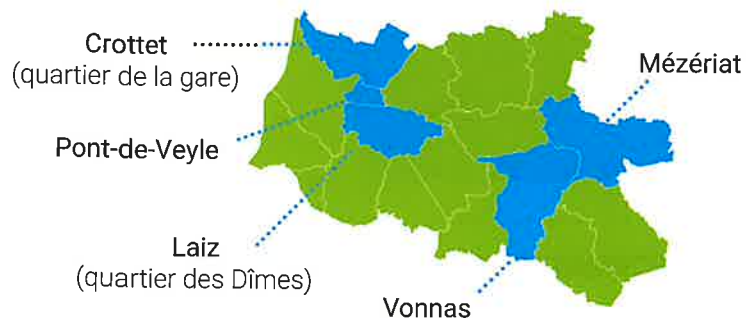 Crottet
(quartier de la gare)
Mézériat
Pont-de-Veyle
Laiz
(quartier des Dîmes)
Vonnas